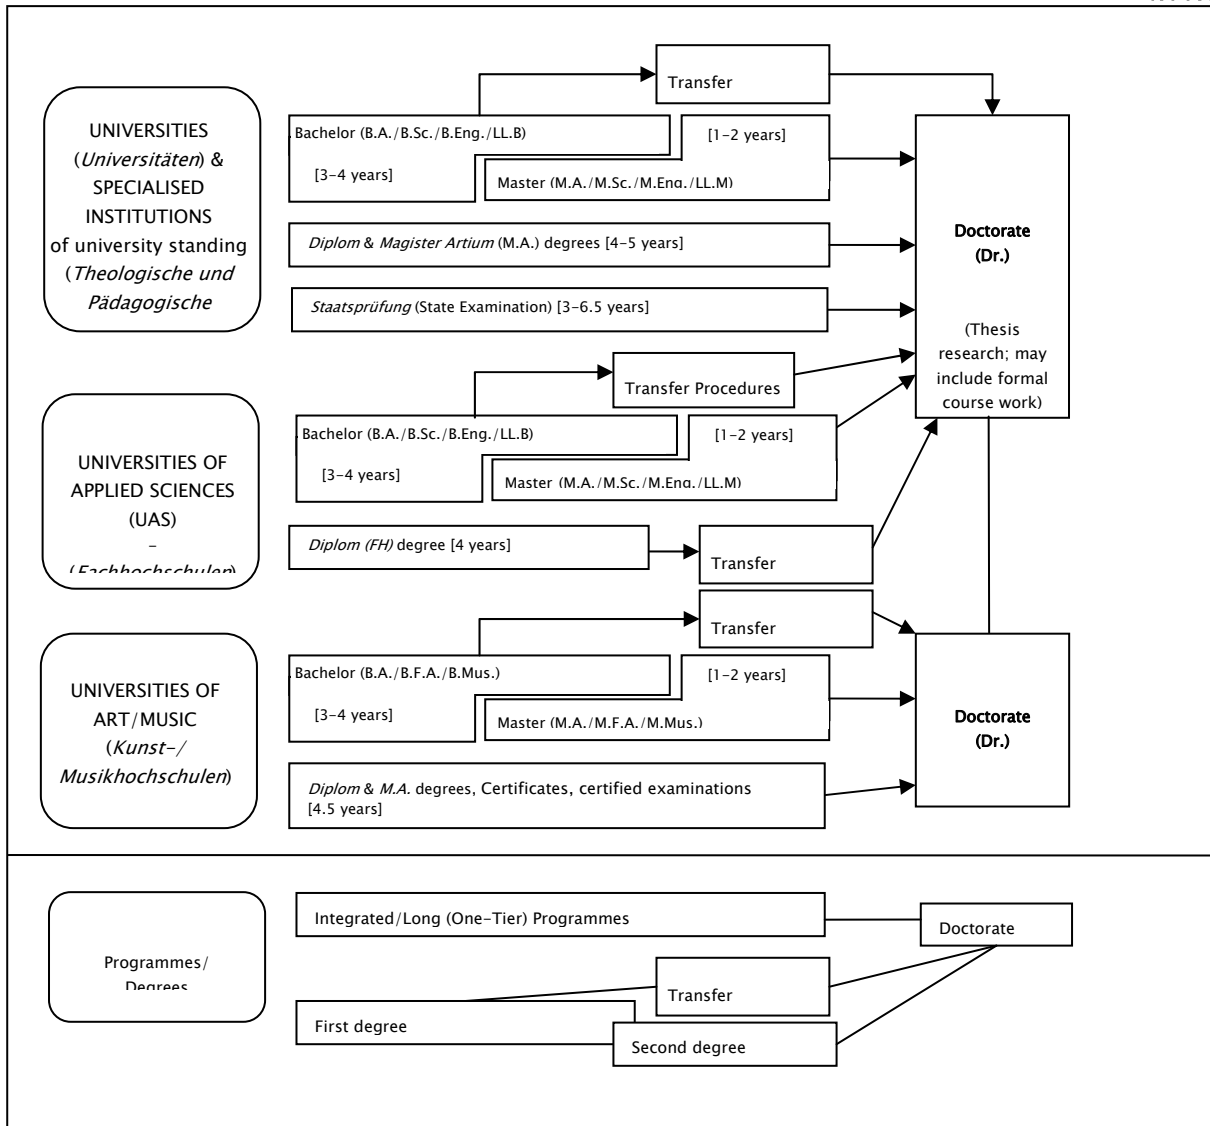 Transfer
UNIVERSITIES
(Universitäten) &
SPECIALISED
INSTITUTIONS
of university standing
(Theologische und
Pädagogische
Bachelor (B.A./B.Sc./B.Eng./LL.B)
[3-4 years]
[1-2 years]
Master (M.A./M.Sc./M.Eng./LL.M)
Diplom & Magister Artium (M.A.) degrees [4-5 years]
Staatsprüfung (State Examination) [3-6.5 years]
Doctorate
(Dr.)
(Thesis
research; may
include formal
course work)
Transfer Procedures
UNIVERSITIES OF
APPLIED SCIENCES
(UAS)
-
(Fachhochschulen)
Bachelor (B.A./B.Sc./B.Eng./LL.B)
[3-4 years]
[1-2 years]
Master (M.A./M.Sc./M.Eng./LL.M)
Diplom (FH) degree [4 years]
Transfer
Transfer
UNIVERSITIES OF
ART/MUSIC
(Kunst-/
Musikhochschulen)
Bachelor (B.A./B.F.A./B.Mus.)
[3-4 years]
[1-2 years]
Master (M.A./M.F.A./M.Mus.)
Diplom & M.A. degrees, Certificates, certified examinations
[4.5 years]
Doctorate
(Dr.)
Programmes/
Degrees
Integrated/Long (One-Tier) Programmes
Doctorate
Transfer
First degree
Second degree